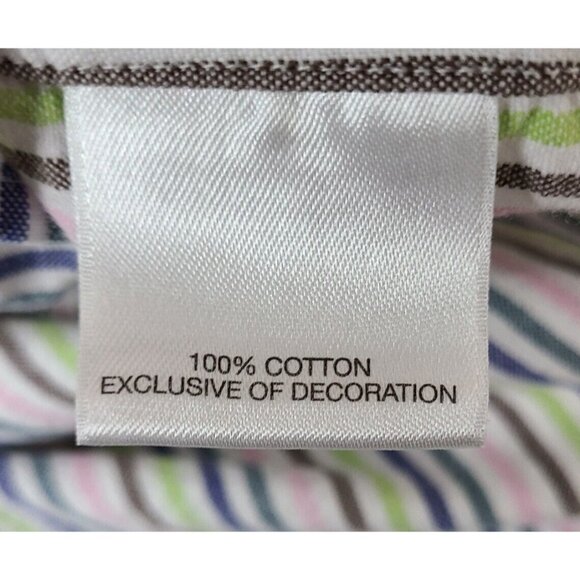 100% COTTON
EXCLUSIVE OF DECORATION